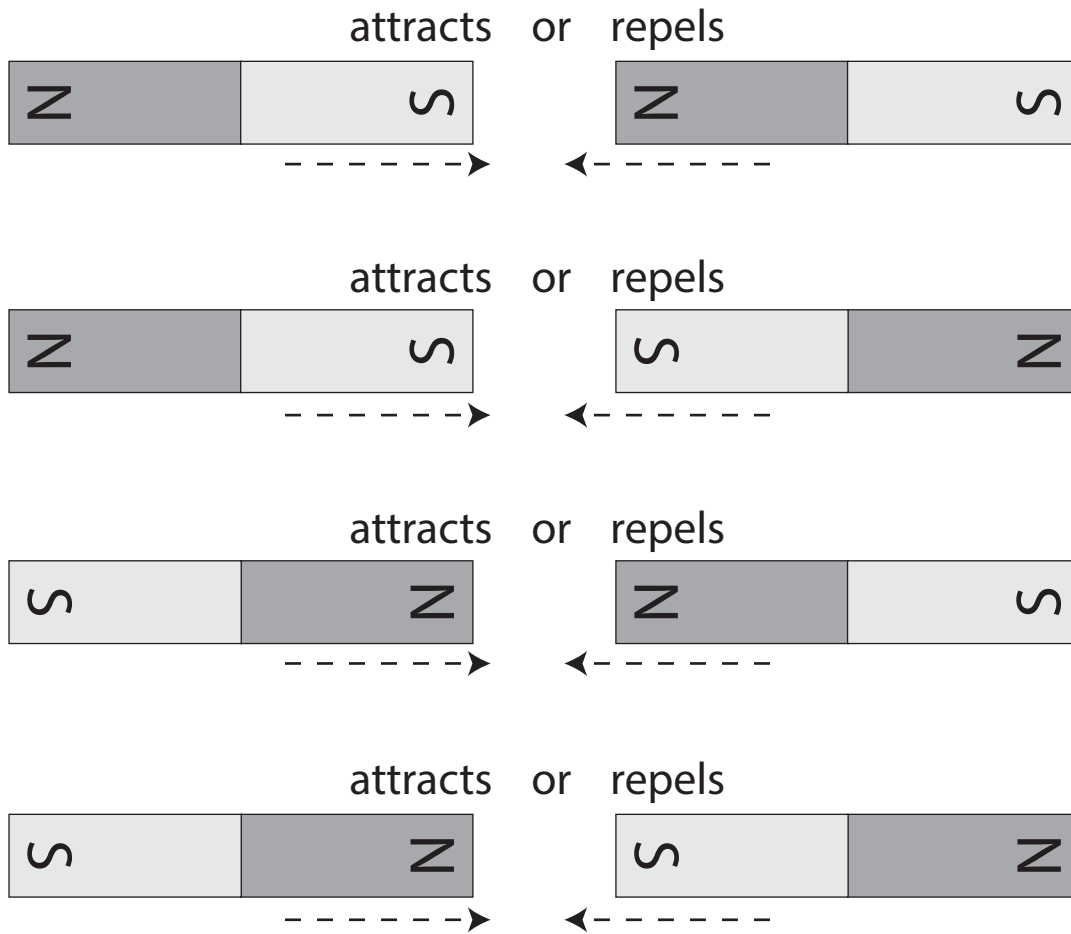 attracts or repels
N S N S
attracts or repels
N S S N
attracts or repels
S N N S
attracts or repels
S N S N